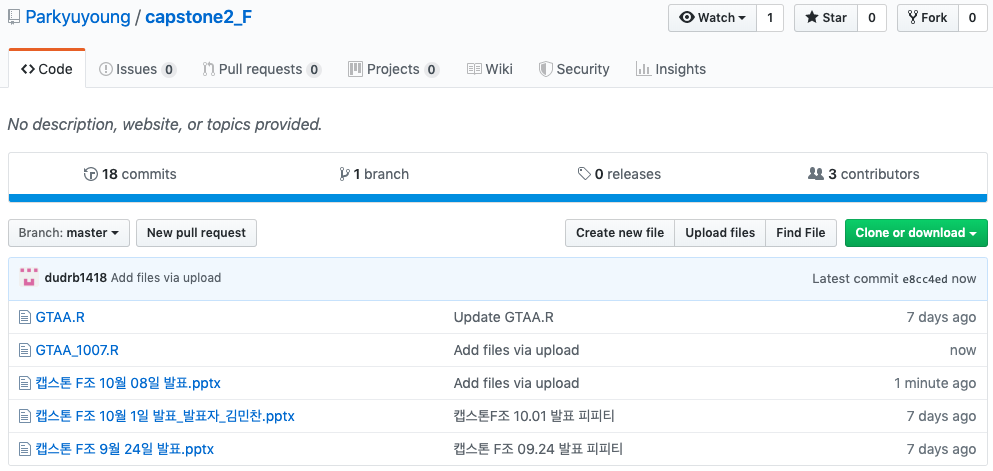 Parkyuyoung / capstone2_F
Watch 1 Star 0 Fork 0
Code Issues 0 Pull requests 0 Projects 0 Wiki Security Insights
No description, website, or topics provided.
18 commits 1 branch 0 releases 3 contributors
Branch: master New pull request Create new file Upload files Find File Clone or download
dudrb1418 Add files via upload Latest commit e8cc4ed now
GTAA.R Update GTAA.R 7 days ago
GTAA_1007.R Add files via upload now
캡스톤 F조 10월 08일 발표.pptx Add files via upload 1 minute ago
캡스톤 F조 10월 1일 발표_발표자_김민찬.pptx 캡스톤F조 10.01 발표 피피티 7 days ago
캡스톤 F조 9월 24일 발표.pptx 캡스톤 F조 09.24 발표 피피티 7 days ago